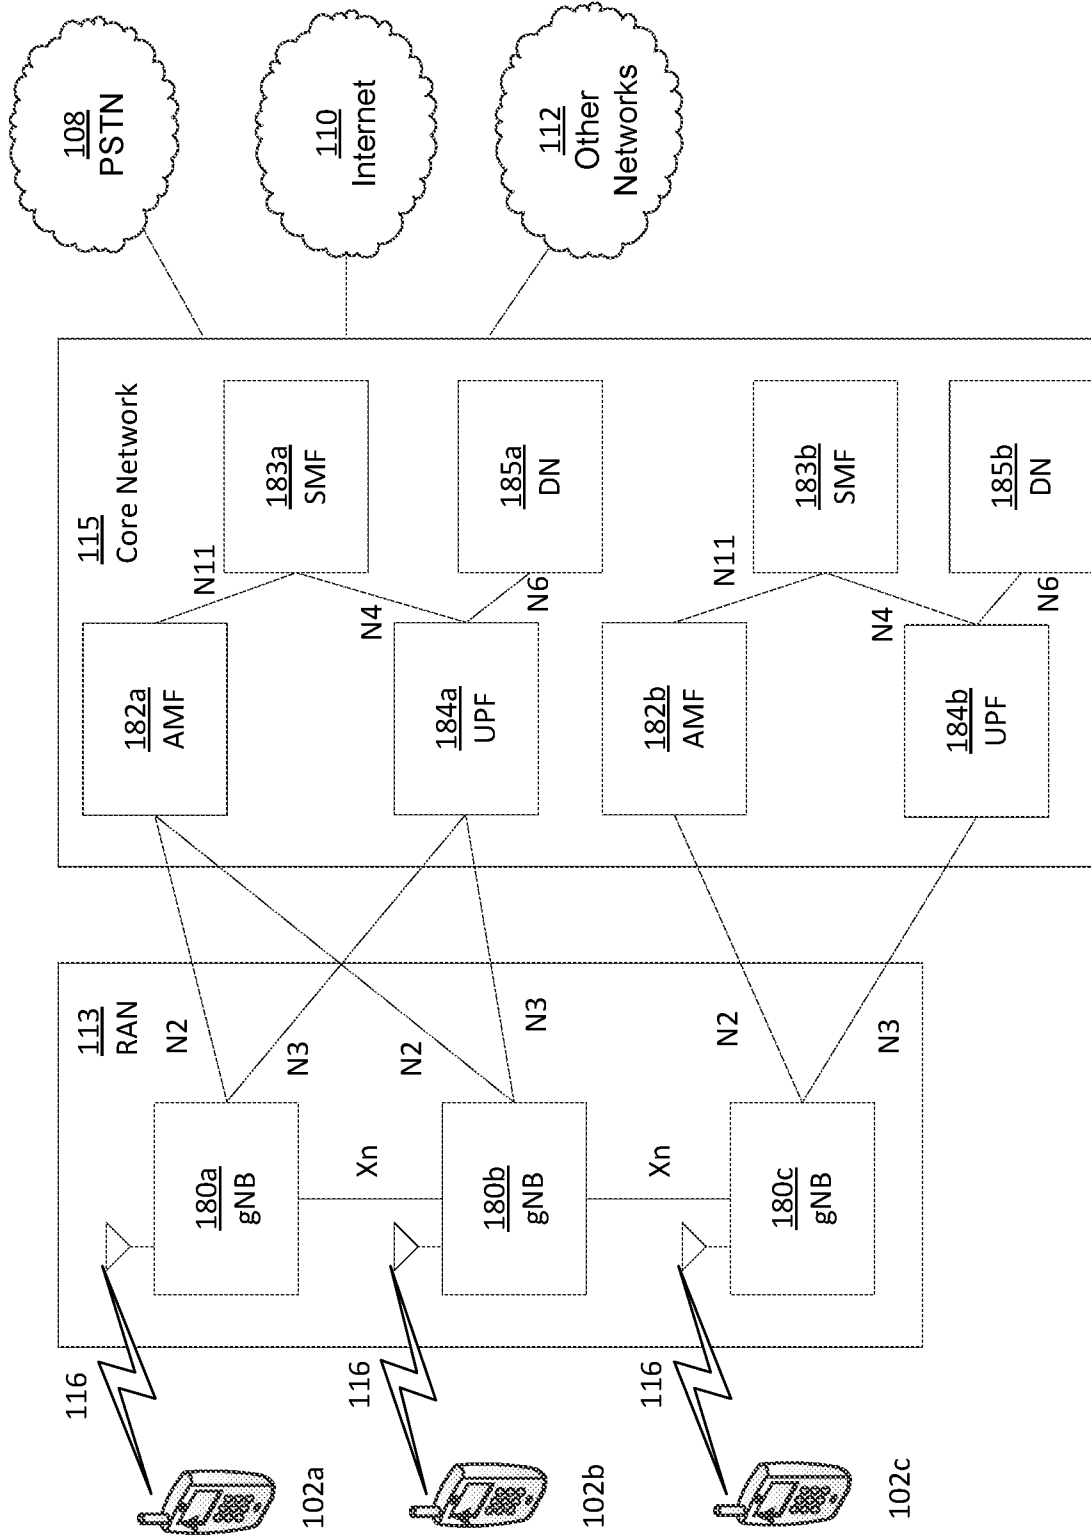 102a
116
102b
116
102c
116
113
RAN
180a
gNB
Xn
180b
gNB
Xn
180c
gNB
N2
N3
N2
N3
N2
N3
115
Core Network
182a
AMF
N11
183a
SMF
N4
184a
UPF
N6
185a
DN
182b
AMF
N11
183b
SMF
N4
184b
UPF
N6
185b
DN
108
PSTN
110
Internet
112
Other
Networks